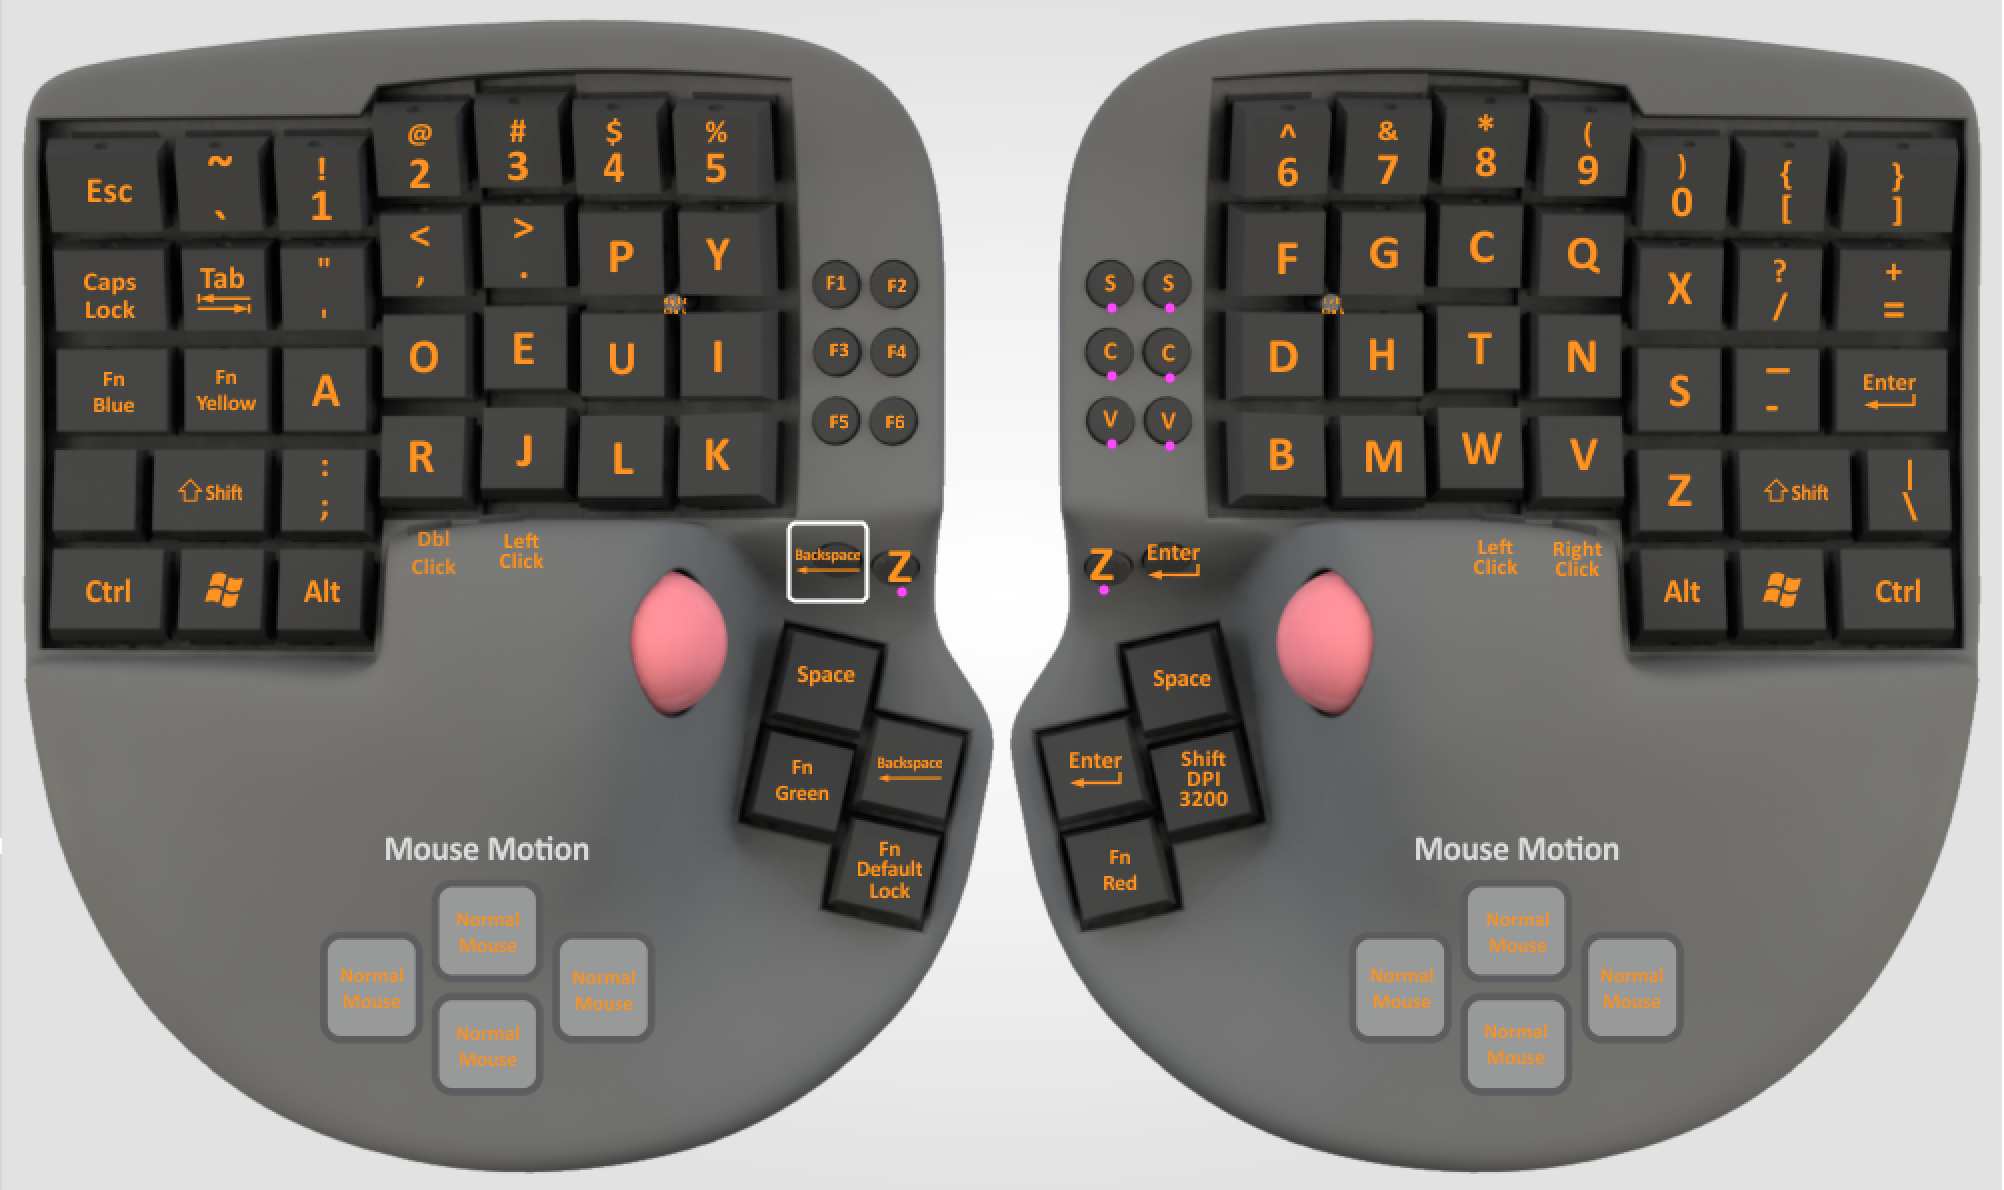 Esc
~
`
!
1
@
2
#
3
$
4
%
5
Caps
Lock
Tab
"
'
<
,
>
.
P
Y
F1
F2
Fn
Blue
Fn
Yellow
A
O
E
U
I
F3
F4
Shift
:
;
R
J
L
K
F5
F6
Ctrl
Alt
Dbl
Click
Left
Click
Backspace
Z
Space
Fn
Green
Backspace
Fn
Default
Lock
Mouse Motion
Normal
Mouse
Normal
Mouse
Normal
Mouse
Normal
Mouse
^
6
&
7
*
8
(
9
)
0
{
[
}
]
S
S
F
G
C
Q
X
?
/
+
=
C
C
D
H
T
N
S
_
-
Enter
V
V
B
M
W
V
Z
Shift
|
\
Z
Enter
Left
Click
Right
Click
Alt
Ctrl
Space
Enter
Shift
DPI
3200
Fn
Red
Mouse Motion
Normal
Mouse
Normal
Mouse
Normal
Mouse
Normal
Mouse